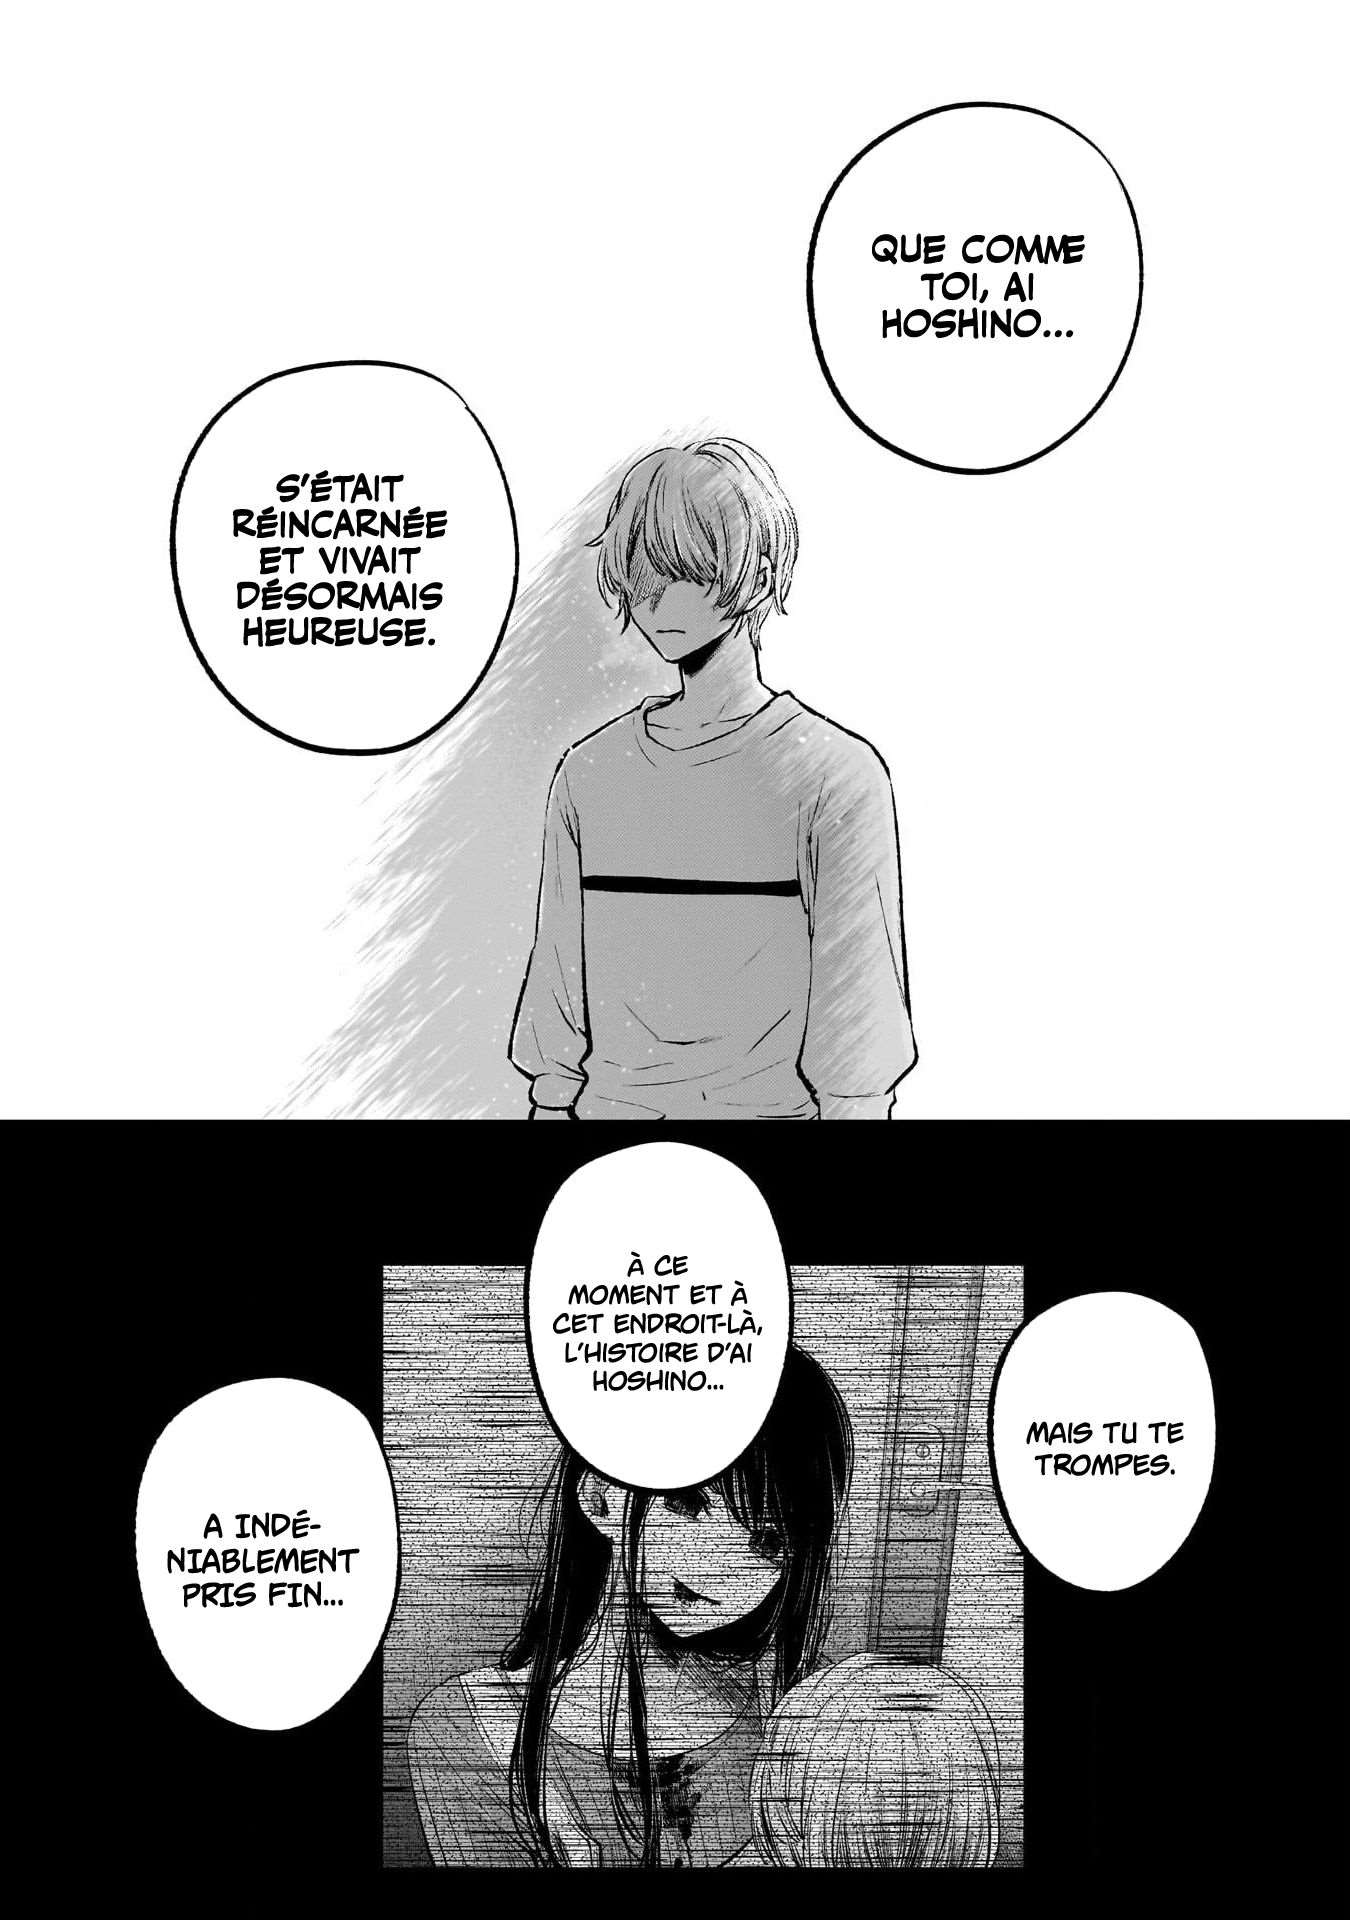 QUE COMME
TOI, AI
HOSHINO...
S'ÉTAIT
RÉINCARNÉE
ET VIVAIT
DÉSORMAIS
HEUREUSE.
MAIS TU TE
TROMPES.
À CE
MOMENT ET À
CET ENDROIT-LÀ,
L'HISTOIRE D'AI
HOSHINO...
A INDÉ-
NIABLEMENT
PRIS FIN...